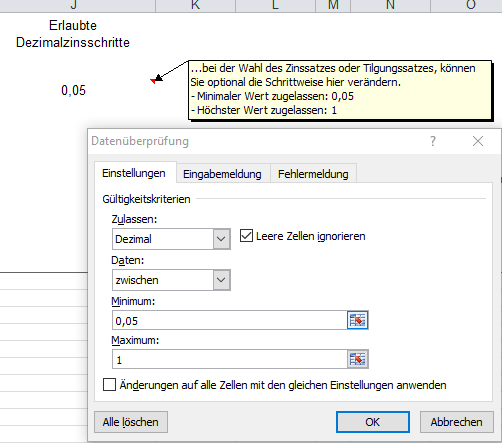 J K L M N O
Erlaubte
Dezimalzinsschritte
0,05
...bei der Wahl des Zinssatzes oder Tilgungssatzes, können
Sie optional die Schrittweise hier verändern.
- Minimaler Wert zugelassen: 0,05
- Höchster Wert zugelassen: 1
Datenüberprüfung
?
Einstellungen Eingabemeldung Fehlermeldung
Gültigkeitskriterien
Zulassen:
Dezimal Leere Zellen ignorieren
Daten:
zwischen
Minimum:
0,05
Maximum:
1
Änderungen auf alle Zellen mit den gleichen Einstellungen anwenden
Alle löschen OK Abbrechen